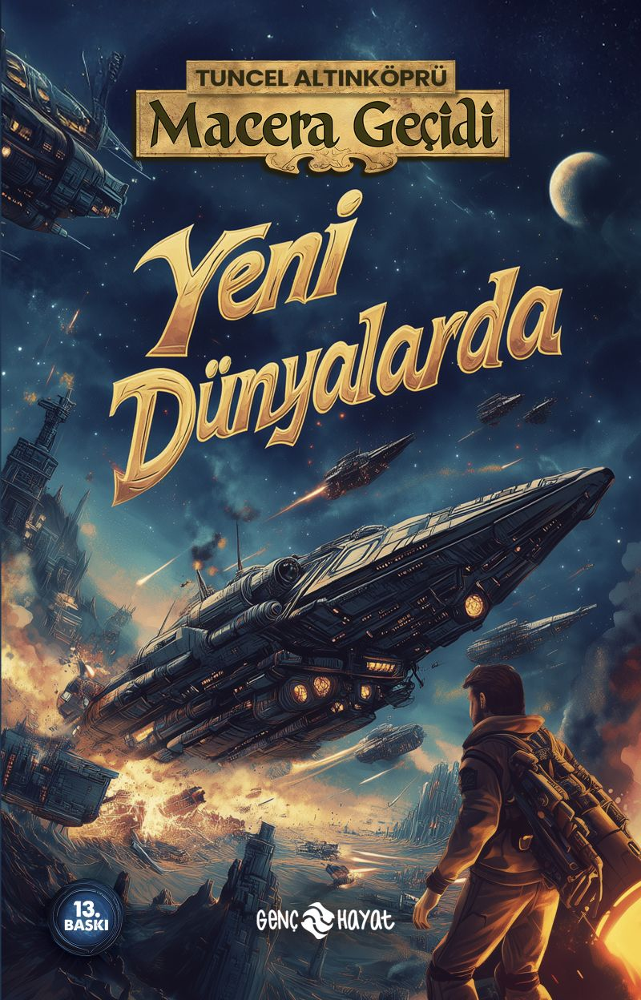 TUNCEL ALTINKÖPRÜ
Macera Geçidi
Yeni
Dünyalarda
13.
BASKI
GENÇ HAYAT